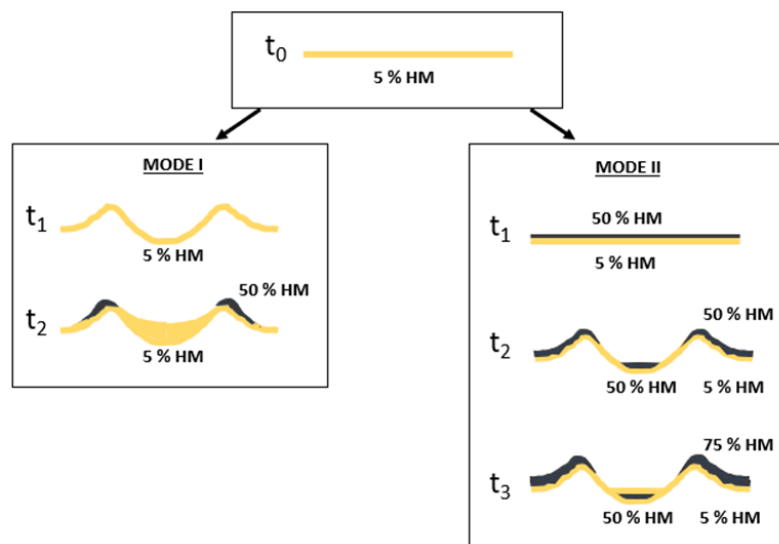 t0
5 % HM
MODE I
t1
5 % HM
50 % HM
t2
5 % HM
MODE II
50 % HM
t1
5 % HM
50 % HM
t2
50 % HM 5 % HM
75 % HM
t3
50 % HM 5 % HM